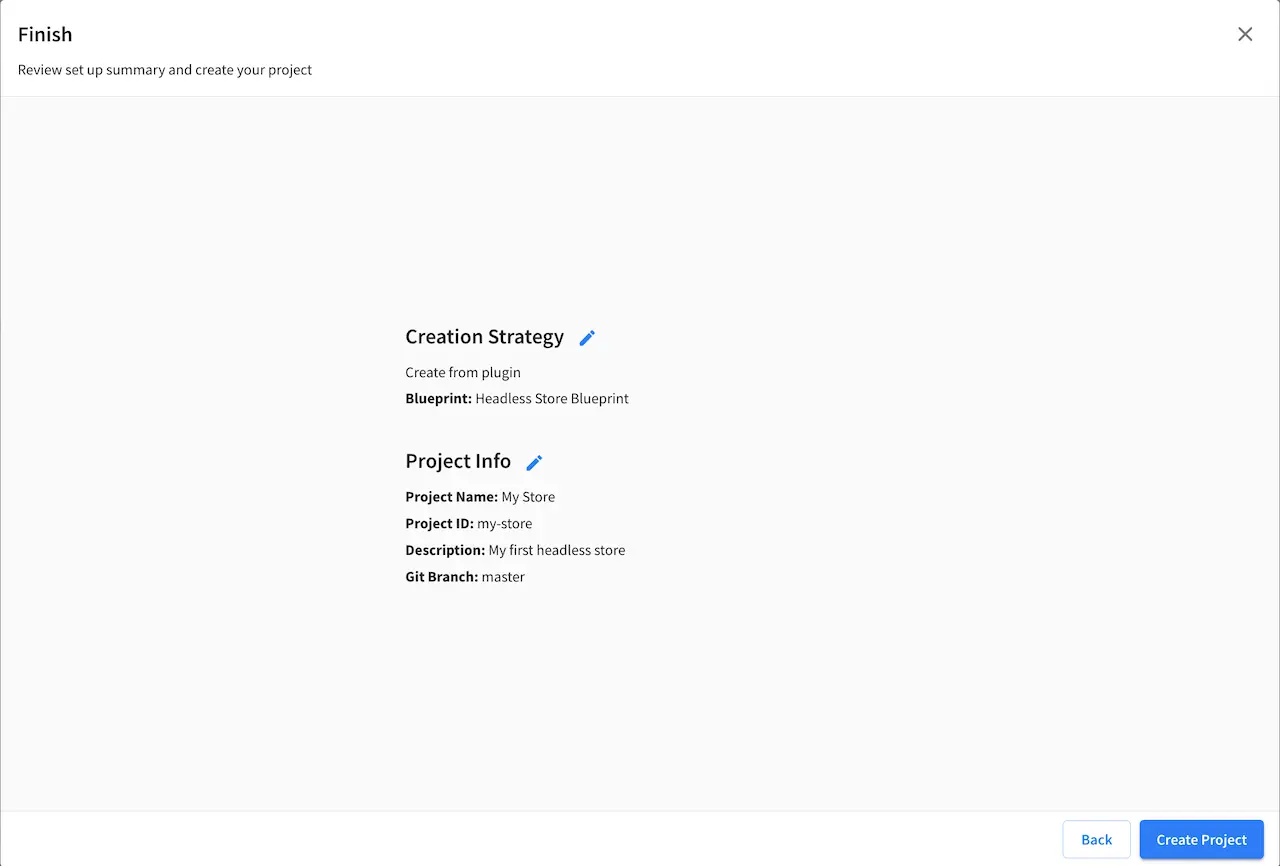 Finish
Review set up summary and create your project
Creation Strategy
Create from plugin
Blueprint: Headless Store Blueprint
Project Info
Project Name: My Store
Project ID: my-store
Description: My first headless store
Git Branch: master
Back
Create Project